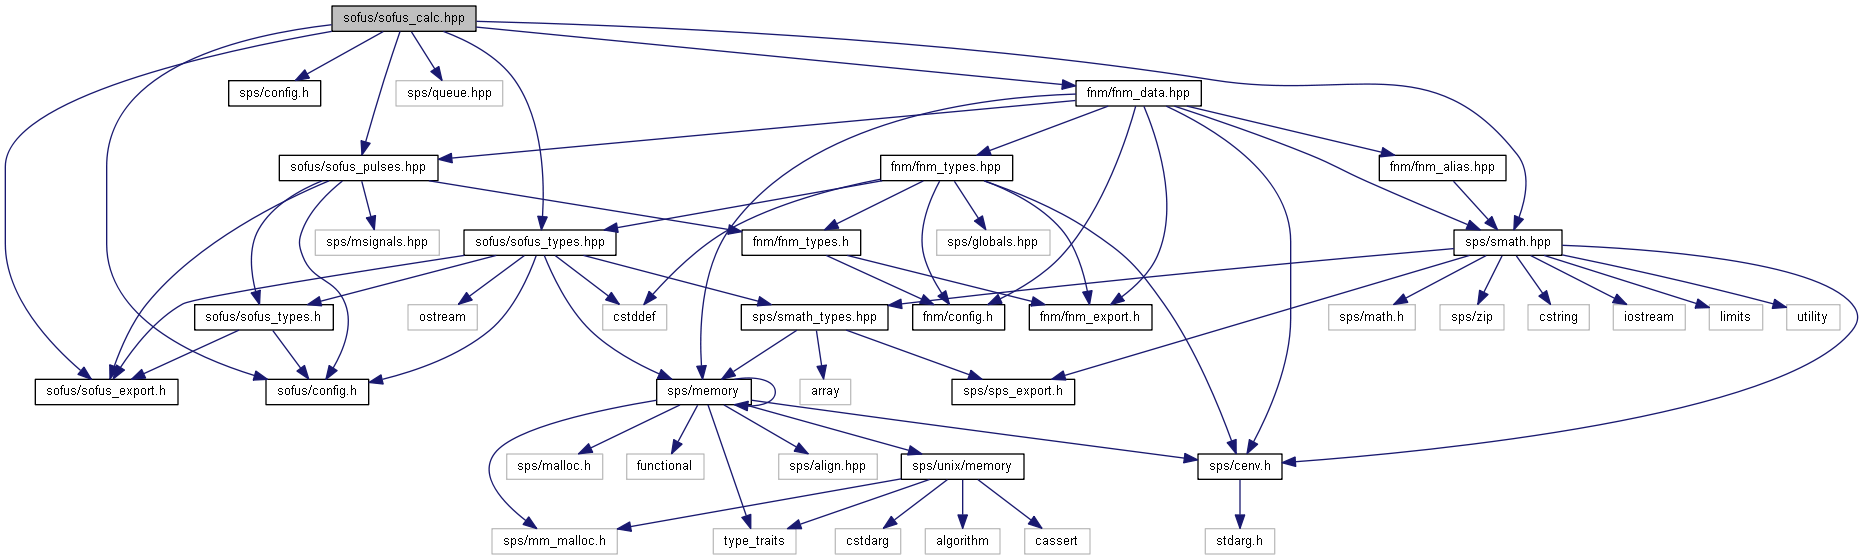 sofus/sofus_calc.hpp
sps/config.h
sps/queue.hpp
fnm/fnm_data.hpp
sofus/sofus_pulses.hpp
fnm/fnm_types.hpp
fnm/fnm_alias.hpp
sps/msignals.hpp
sofus/sofus_types.hpp
fnm/fnm_types.h
sps/globals.hpp
sps/smath.hpp
sofus/sofus_types.h
ostream
cstddef
sps/smath_types.hpp
fnm/config.h
fnm/fnm_export.h
sps/math.h
sps/zip
cstring
iostream
limits
utility
sofus/sofus_export.h
sofus/config.h
sps/memory
array
sps/sps_export.h
sps/malloc.h
functional
sps/align.hpp
sps/unix/memory
sps/cenv.h
sps/mm_malloc.h
type_traits
cstdarg
algorithm
cassert
stdarg.h